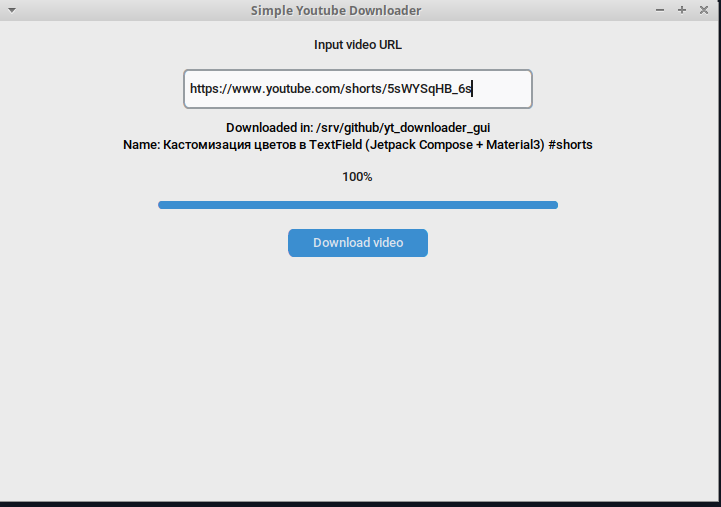 Simple Youtube Downloader
Input video URL
https://www.youtube.com/shorts/5sWYSqHB_6s
Downloaded in: /srv/github/yt_downloader_gui
Name: Кастомизация цветов в TextField (Jetpack Compose + Material3) #shorts
100%
Download video